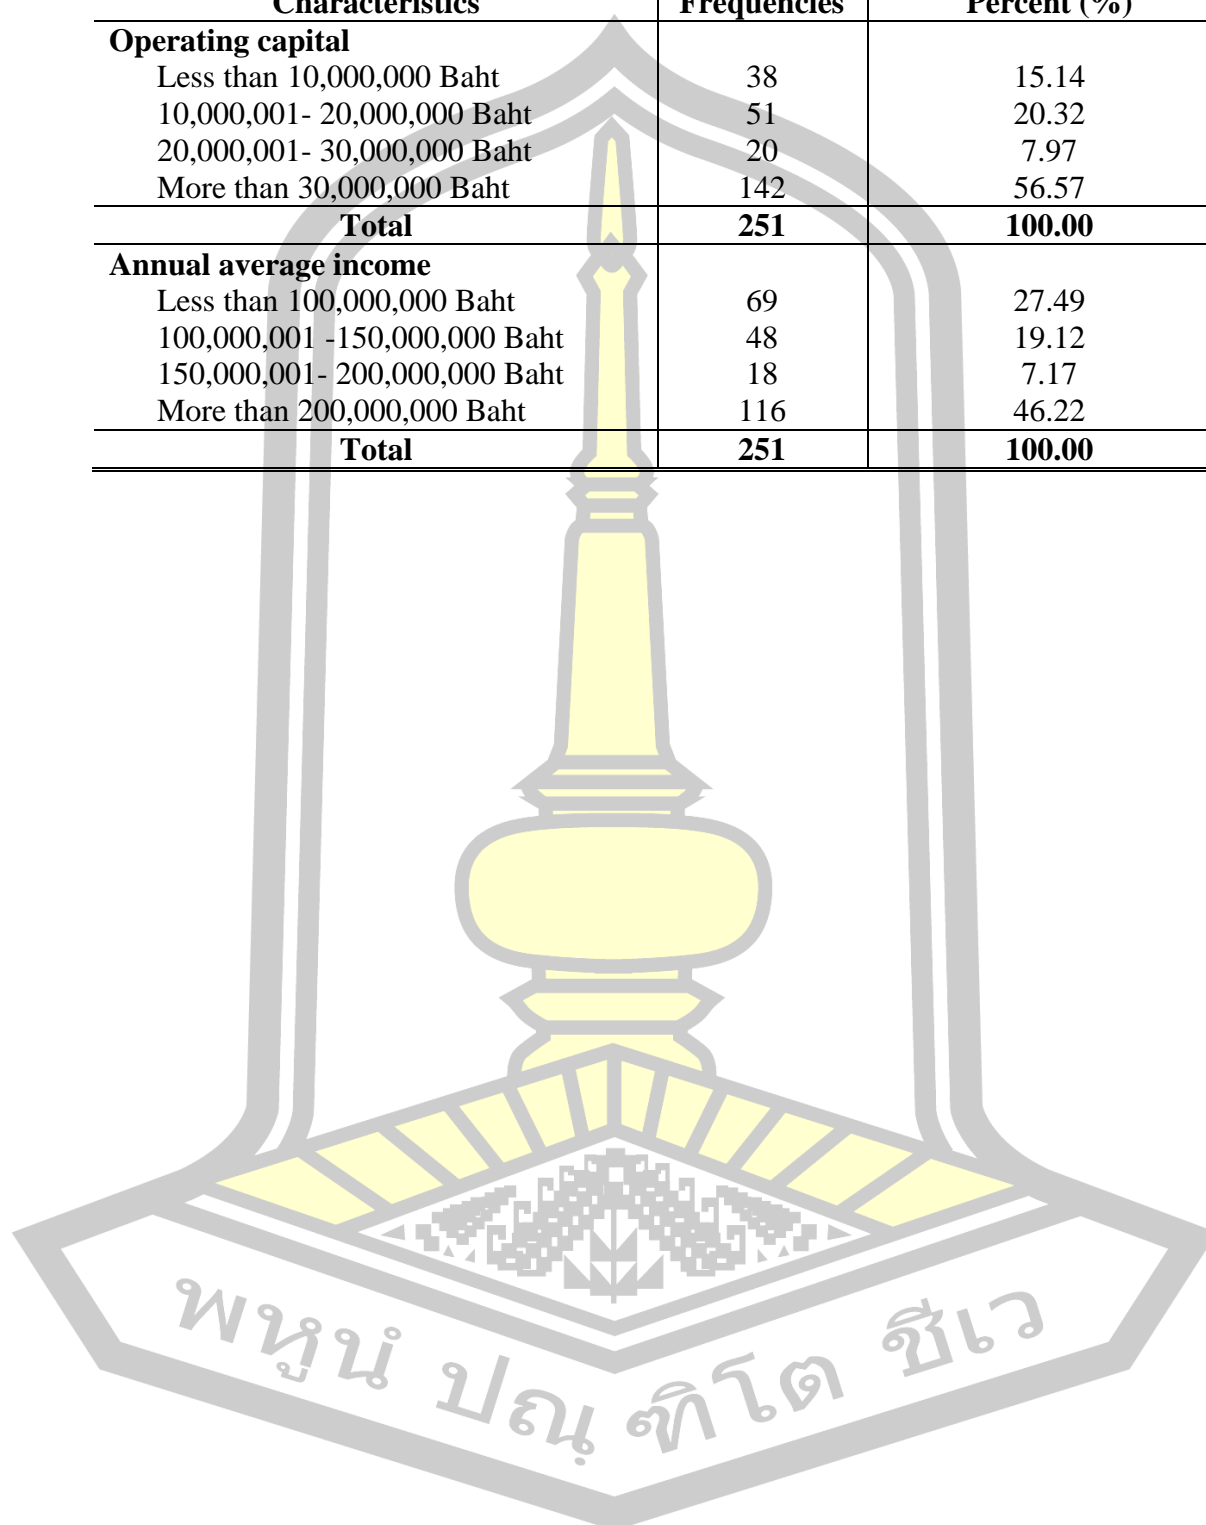 Characteristics Frequencies Percent (%)
Operating capital
Less than 10,000,000 Baht 38 15.14
10,000,001- 20,000,000 Baht 51 20.32
20,000,001- 30,000,000 Baht 20 7.97
More than 30,000,000 Baht 142 56.57
Total 251 100.00
Annual average income
Less than 100,000,000 Baht 69 27.49
100,000,001 -150,000,000 Baht 48 19.12
150,000,001- 200,000,000 Baht 18 7.17
More than 200,000,000 Baht 116 46.22
Total 251 100.00
พหูนํ ปณฺ ฑิโต ชีเว